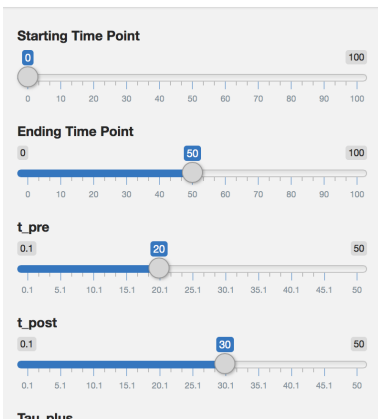 Starting Time Point
0 100
0 10 20 30 40 50 60 70 80 90 100
Ending Time Point
0 50 100
0 10 20 30 40 50 60 70 80 90 100
t_pre
0.1 20 50
0.1 5.1 10.1 15.1 20.1 25.1 30.1 35.1 40.1 45.1 50
t_post
0.1 30 50
0.1 5.1 10.1 15.1 20.1 25.1 30.1 35.1 40.1 45.1 50
Tau_plus